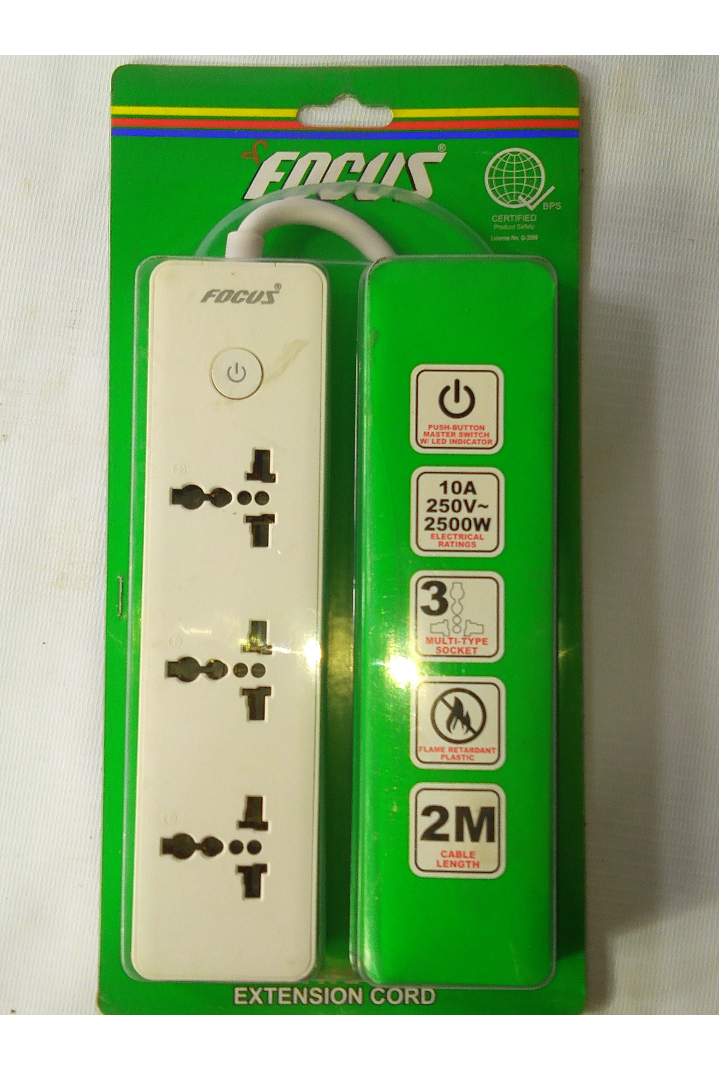 FOCUS®
BPS
CERTIFIED
Product Safety
FOCUS®
PUSH-BUTTON
MASTER SWITCH
W/ LED INDICATOR
10A
250V~
2500W
ELECTRICAL
RATINGS
3
MULTI-TYPE
SOCKET
FLAME RETARDANT
PLASTIC
2M
CABLE
LENGTH
EXTENSION CORD